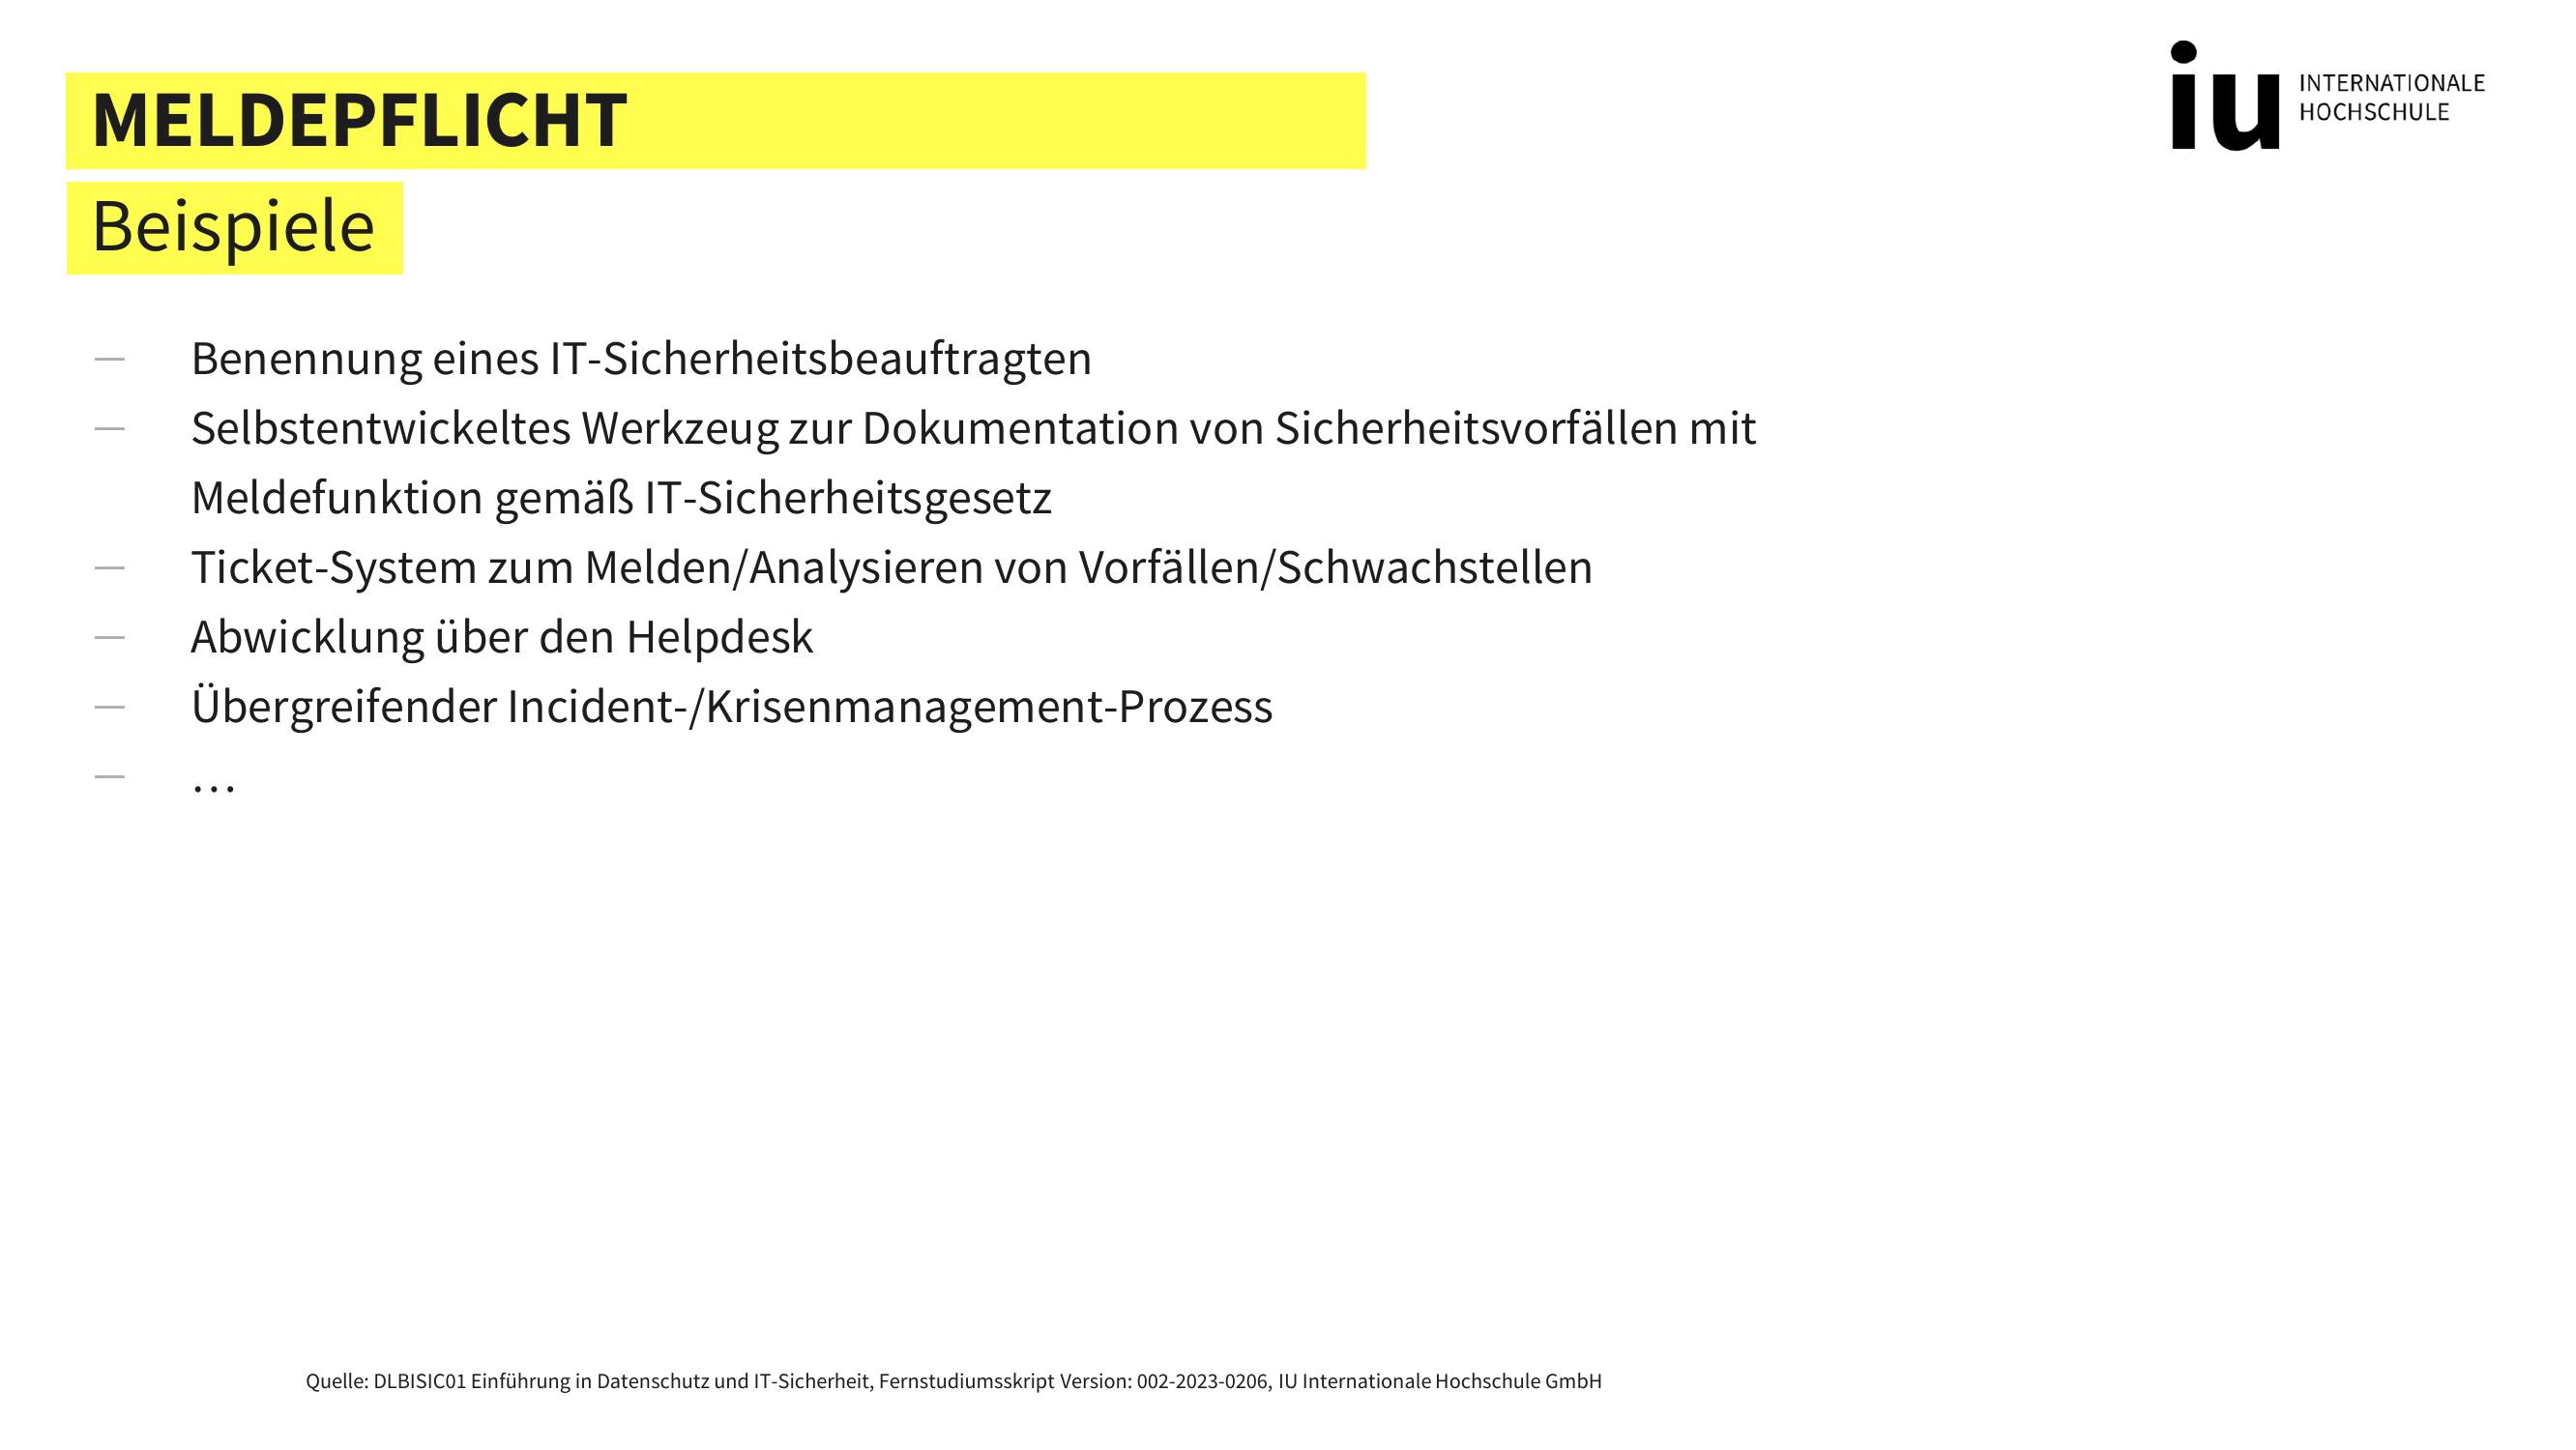 MELDEPFLICHT
Beispiele
iu INTERNATIONALE
HOCHSCHULE
— Benennung eines IT-Sicherheitsbeauftragten
— Selbstentwickeltes Werkzeug zur Dokumentation von Sicherheitsvorfällen mit
Meldefunktion gemäß IT-Sicherheitsgesetz
— Ticket-System zum Melden/Analysieren von Vorfällen/Schwachstellen
— Abwicklung über den Helpdesk
— Übergreifender Incident-/Krisenmanagement-Prozess
— …
Quelle: DLBISIC01 Einführung in Datenschutz und IT-Sicherheit, Fernstudiumsskript Version: 002-2023-0206, IU Internationale Hochschule GmbH